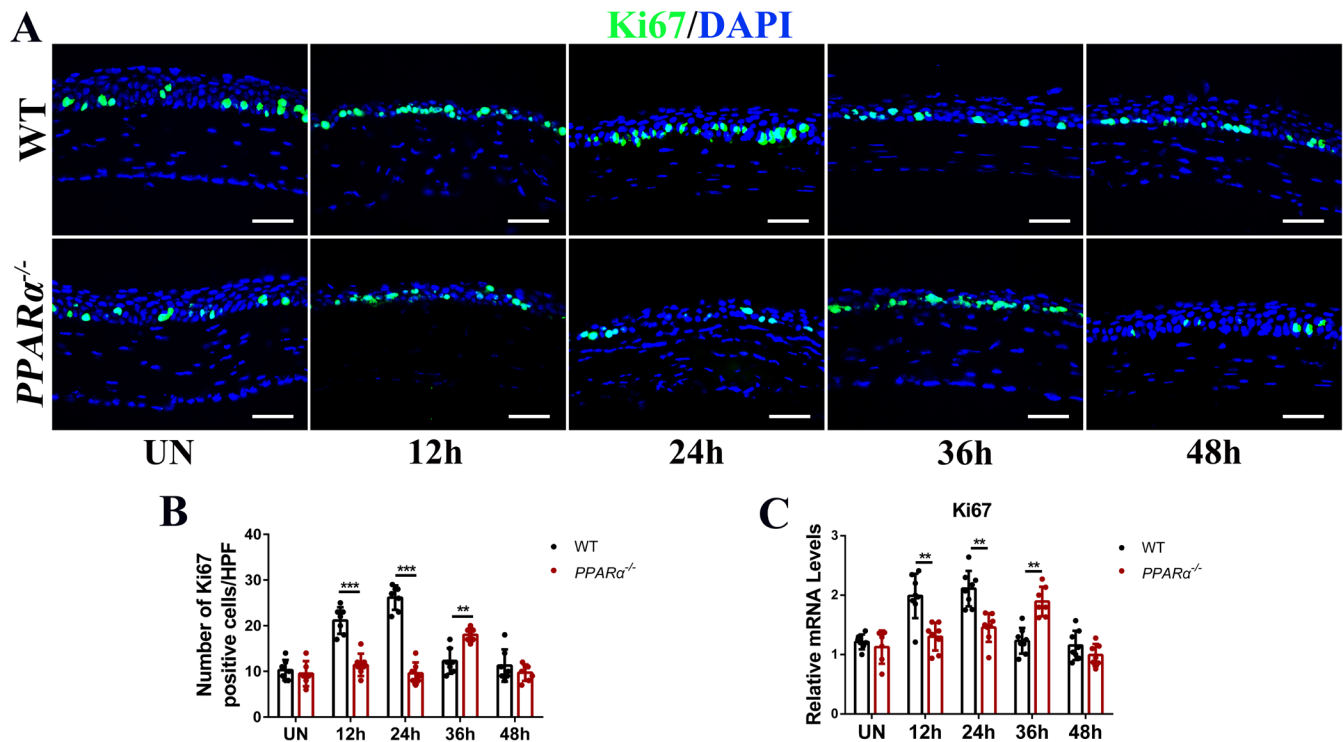 A
Ki67/DAPI
WT
PPARα-/-
UN 12h 24h 36h 48h
B
Number of Ki67
positive cells/HPF
40
30
20
10
0
*** *** **
UN 12h 24h 36h 48h
WT
PPARα-/-
C
Ki67
Relative mRNA Levels
3
2
1
0
** ** **
UN 12h 24h 36h 48h
WT
PPARα-/-